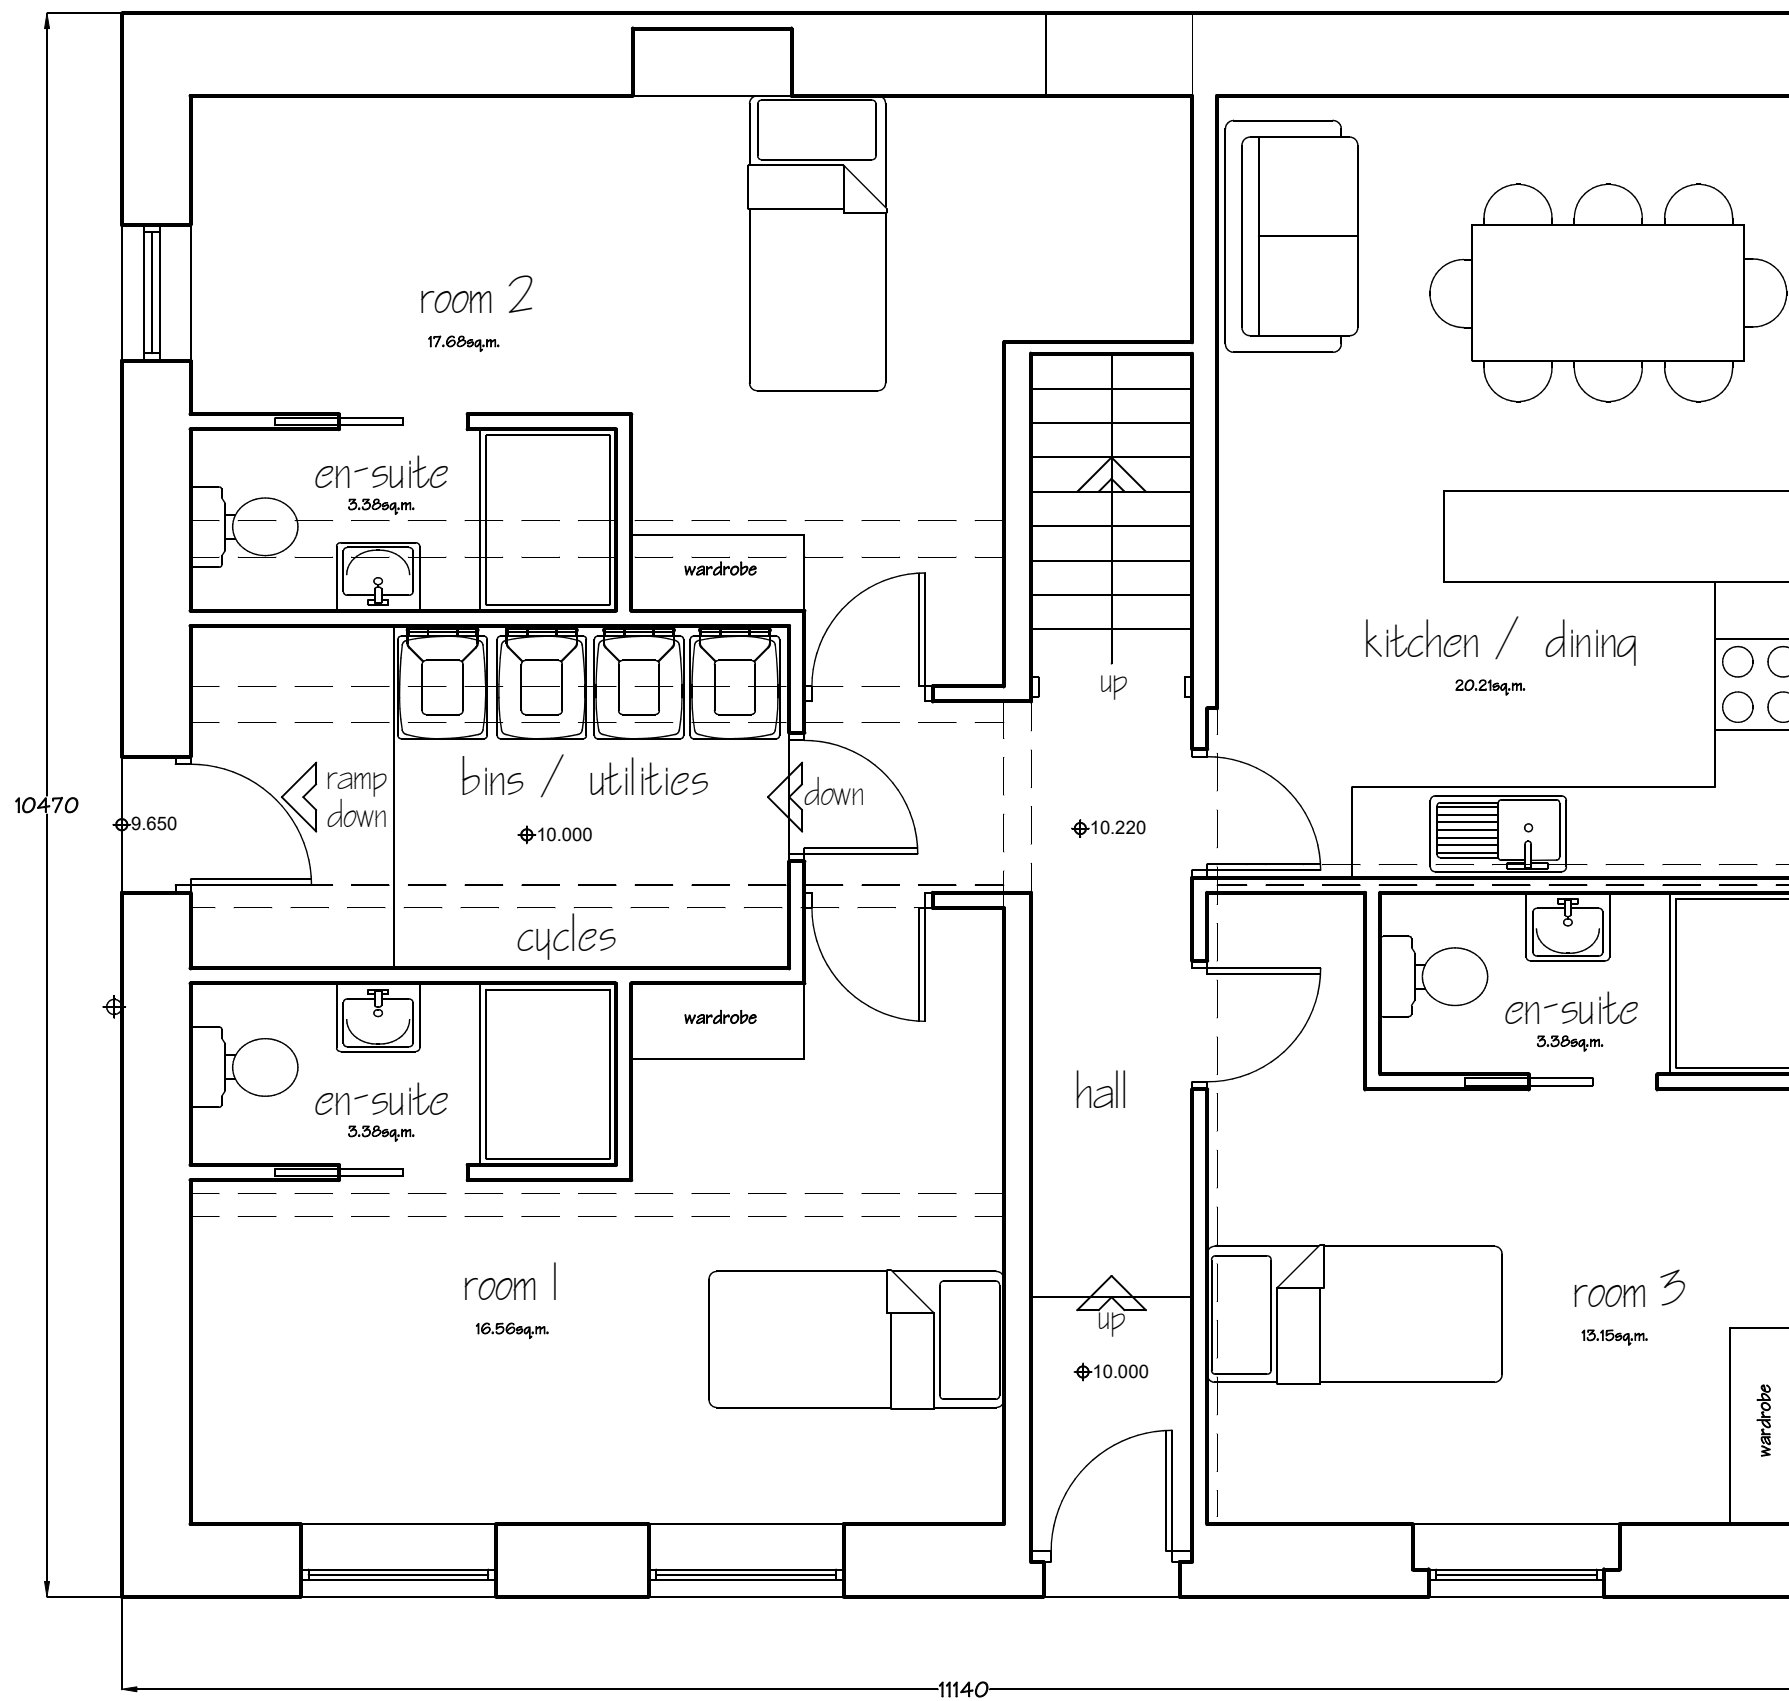 room 2
17.68sq.m.
en-suite
3.38sq.m.
wardrobe
kitchen / dining
20.21sq.m.
up
bins / utilities
ramp
down
down
10470
9.650
10.000
10.220
cycles
wardrobe
en-suite
3.38sq.m.
en-suite
3.38sq.m.
hall
room 1
16.56sq.m.
up
10.000
room 3
13.15sq.m.
wardrobe
11140